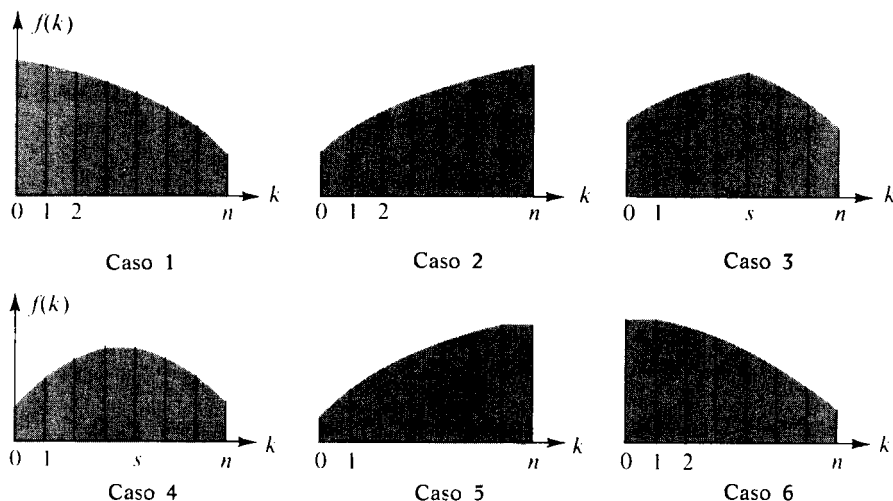 f(k)
k
k
k
0 1 2 n
0 1 2 n
0 1 s n
Caso 1
Caso 2
Caso 3
f(k)
k
k
k
0 1 s n
0 1 n
0 1 2 n
Caso 4
Caso 5
Caso 6